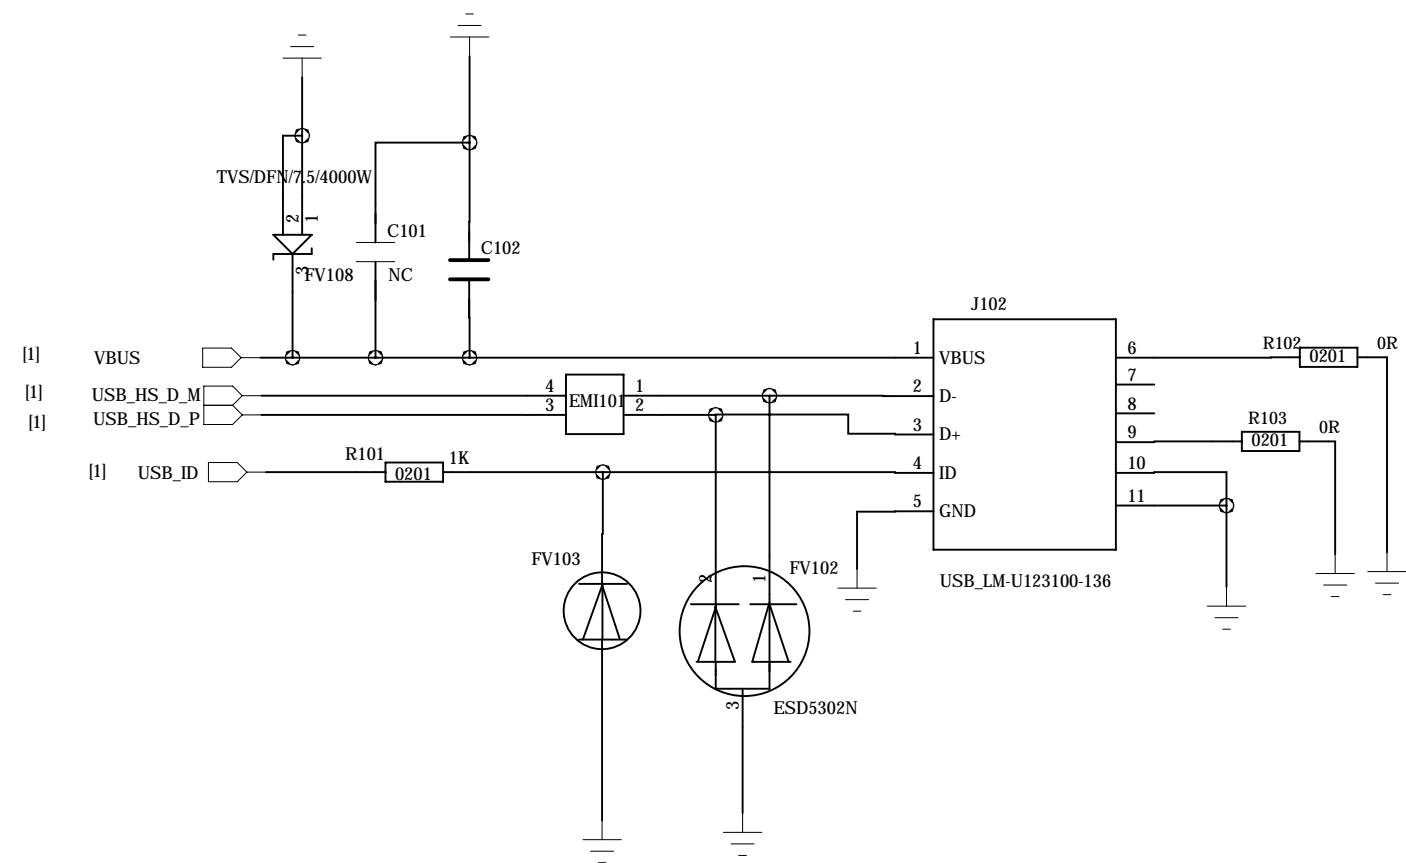 TVS/DFN/7.5/4000W
2
1
3
FV108
C101
NC
C102
J102
[1] VBUS
[1] USB_HS_D_M
[1] USB_HS_D_P
[1] USB_ID
4
3
EMI101
1
2
R101
0201
1K
1 VBUS
2 D-
3 D+
4 ID
5 GND
6
7
8
9
10
11
R102
0201
0R
R103
0201
0R
USB_LM-U123100-136
FV103
FV102
2
1
3
ESD5302N